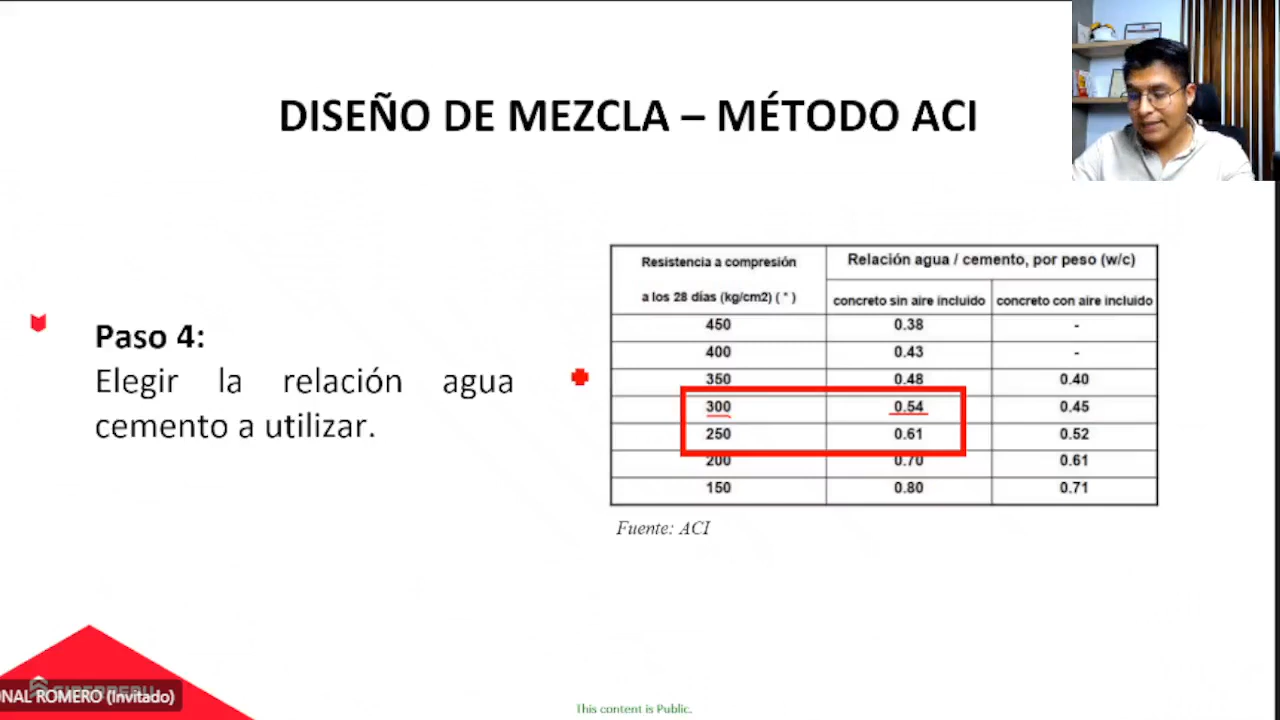 DISEÑO DE MEZCLA – MÉTODO ACI
Paso 4:
Elegir la relación agua
cemento a utilizar.
Resistencia a compresión
a los 28 días (kg/cm2) ( * )
Relación agua / cemento, por peso (w/c)
concreto sin aire incluido concreto con aire incluido
450 0.38 -
400 0.43 -
350 0.48 0.40
300 0.54 0.45
250 0.61 0.52
200 0.70 0.61
150 0.80 0.71
Fuente: ACI
ROMERO (Invitado)
This content is Public.